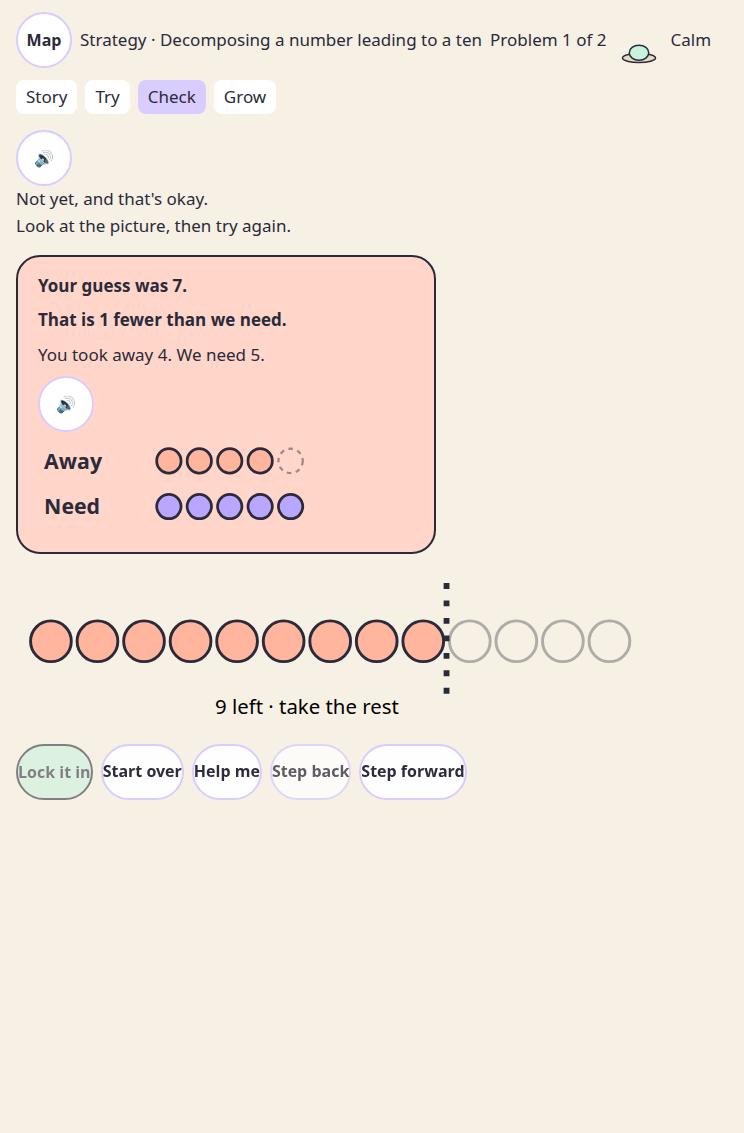 Map Strategy · Decomposing a number leading to a ten Problem 1 of 2 Calm
Story Try Check Grow
Not yet, and that's okay.
Look at the picture, then try again.
Your guess was 7.
That is 1 fewer than we need.
You took away 4. We need 5.
Away
Need
9 left · take the rest
Lock it in Start over Help me Step back Step forward